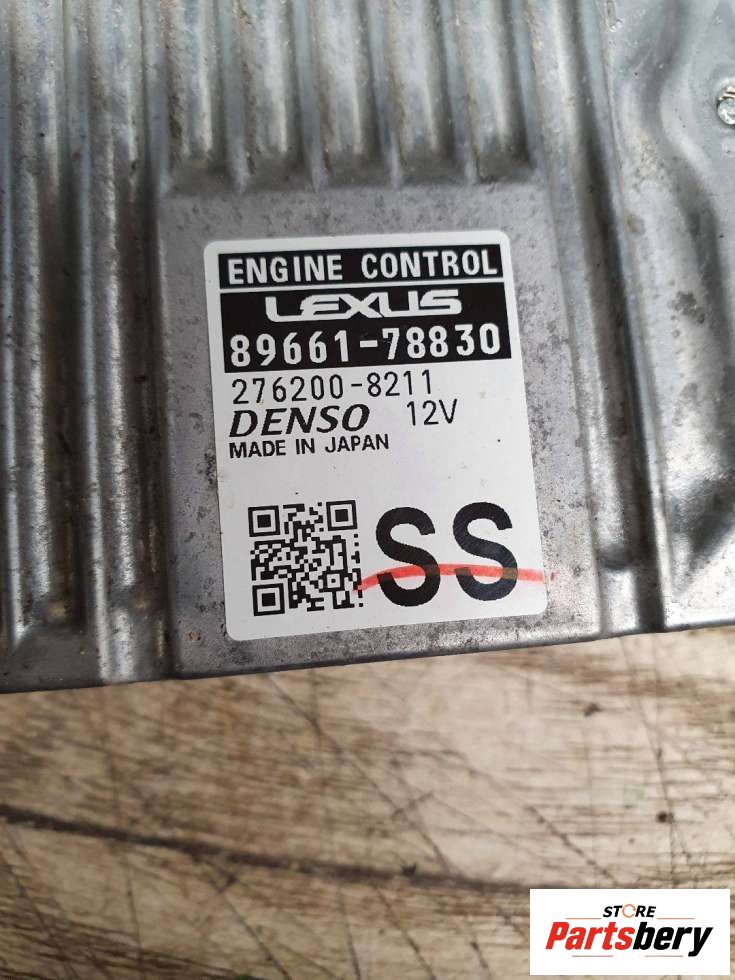 ENGINE CONTROL
LEXUS
89661-78830
276200-8211
DENSO 12V
MADE IN JAPAN
SS
STORE
Partsbery